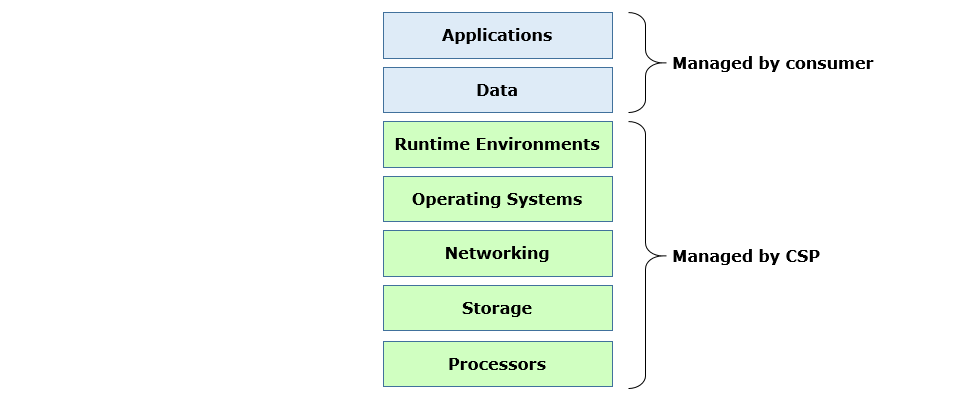 Applications
Data
Managed by consumer
Runtime Environments
Operating Systems
Networking
Storage
Processors
Managed by CSP